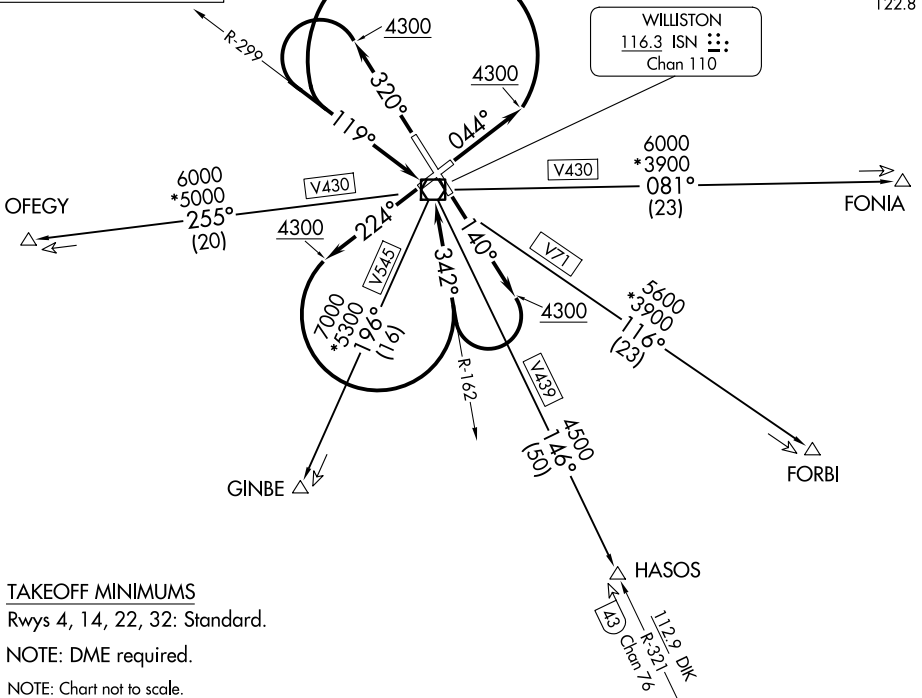 122.8
WILLISTON
116.3 ISN
Chan 110
4300
R-299
320°
4300
044°
119°
6000
*3900
V430
081°
(23)
FONIA
6000
*5000
V430
255°
(20)
OFEGY
224°
4300
140°
342°
4300
V71
5600
*3900
116°
(23)
FORBI
V545
7000
*5300
196°
(16)
GINBE
R-162
V439
4500
146°
(50)
HASOS
43
112.9 DIK
R-321
Chan 76
TAKEOFF MINIMUMS
Rwys 4, 14, 22, 32: Standard.
NOTE: DME required.
NOTE: Chart not to scale.